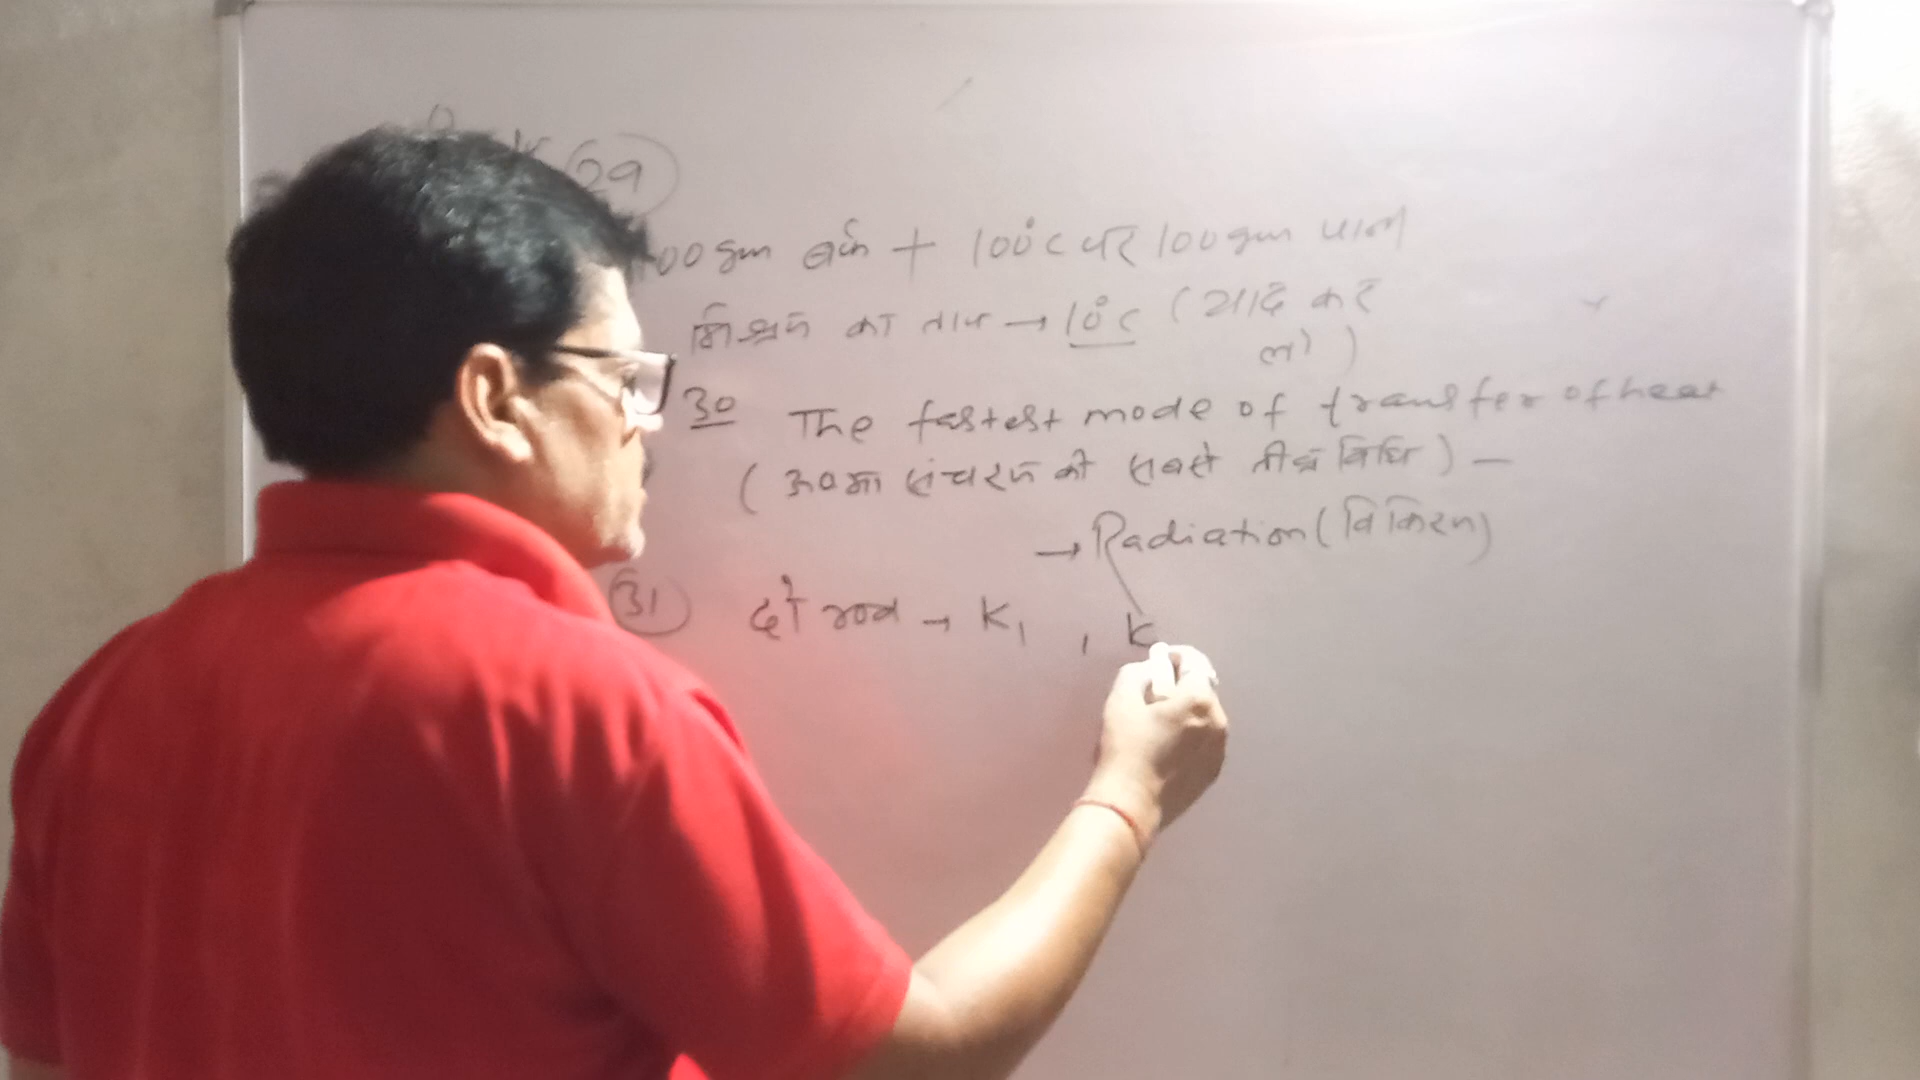 29
00 gm बर्फ + 100°C पर 100 gm
मिश्रण का ताप → 10°C (याद कर
लो)
30 The fastest mode of transfer of heat
(ऊष्मा संचरण की सबसे तीव्र विधि) —
→ Radiation (विकिरण)
31 दो rod → K₁ , K